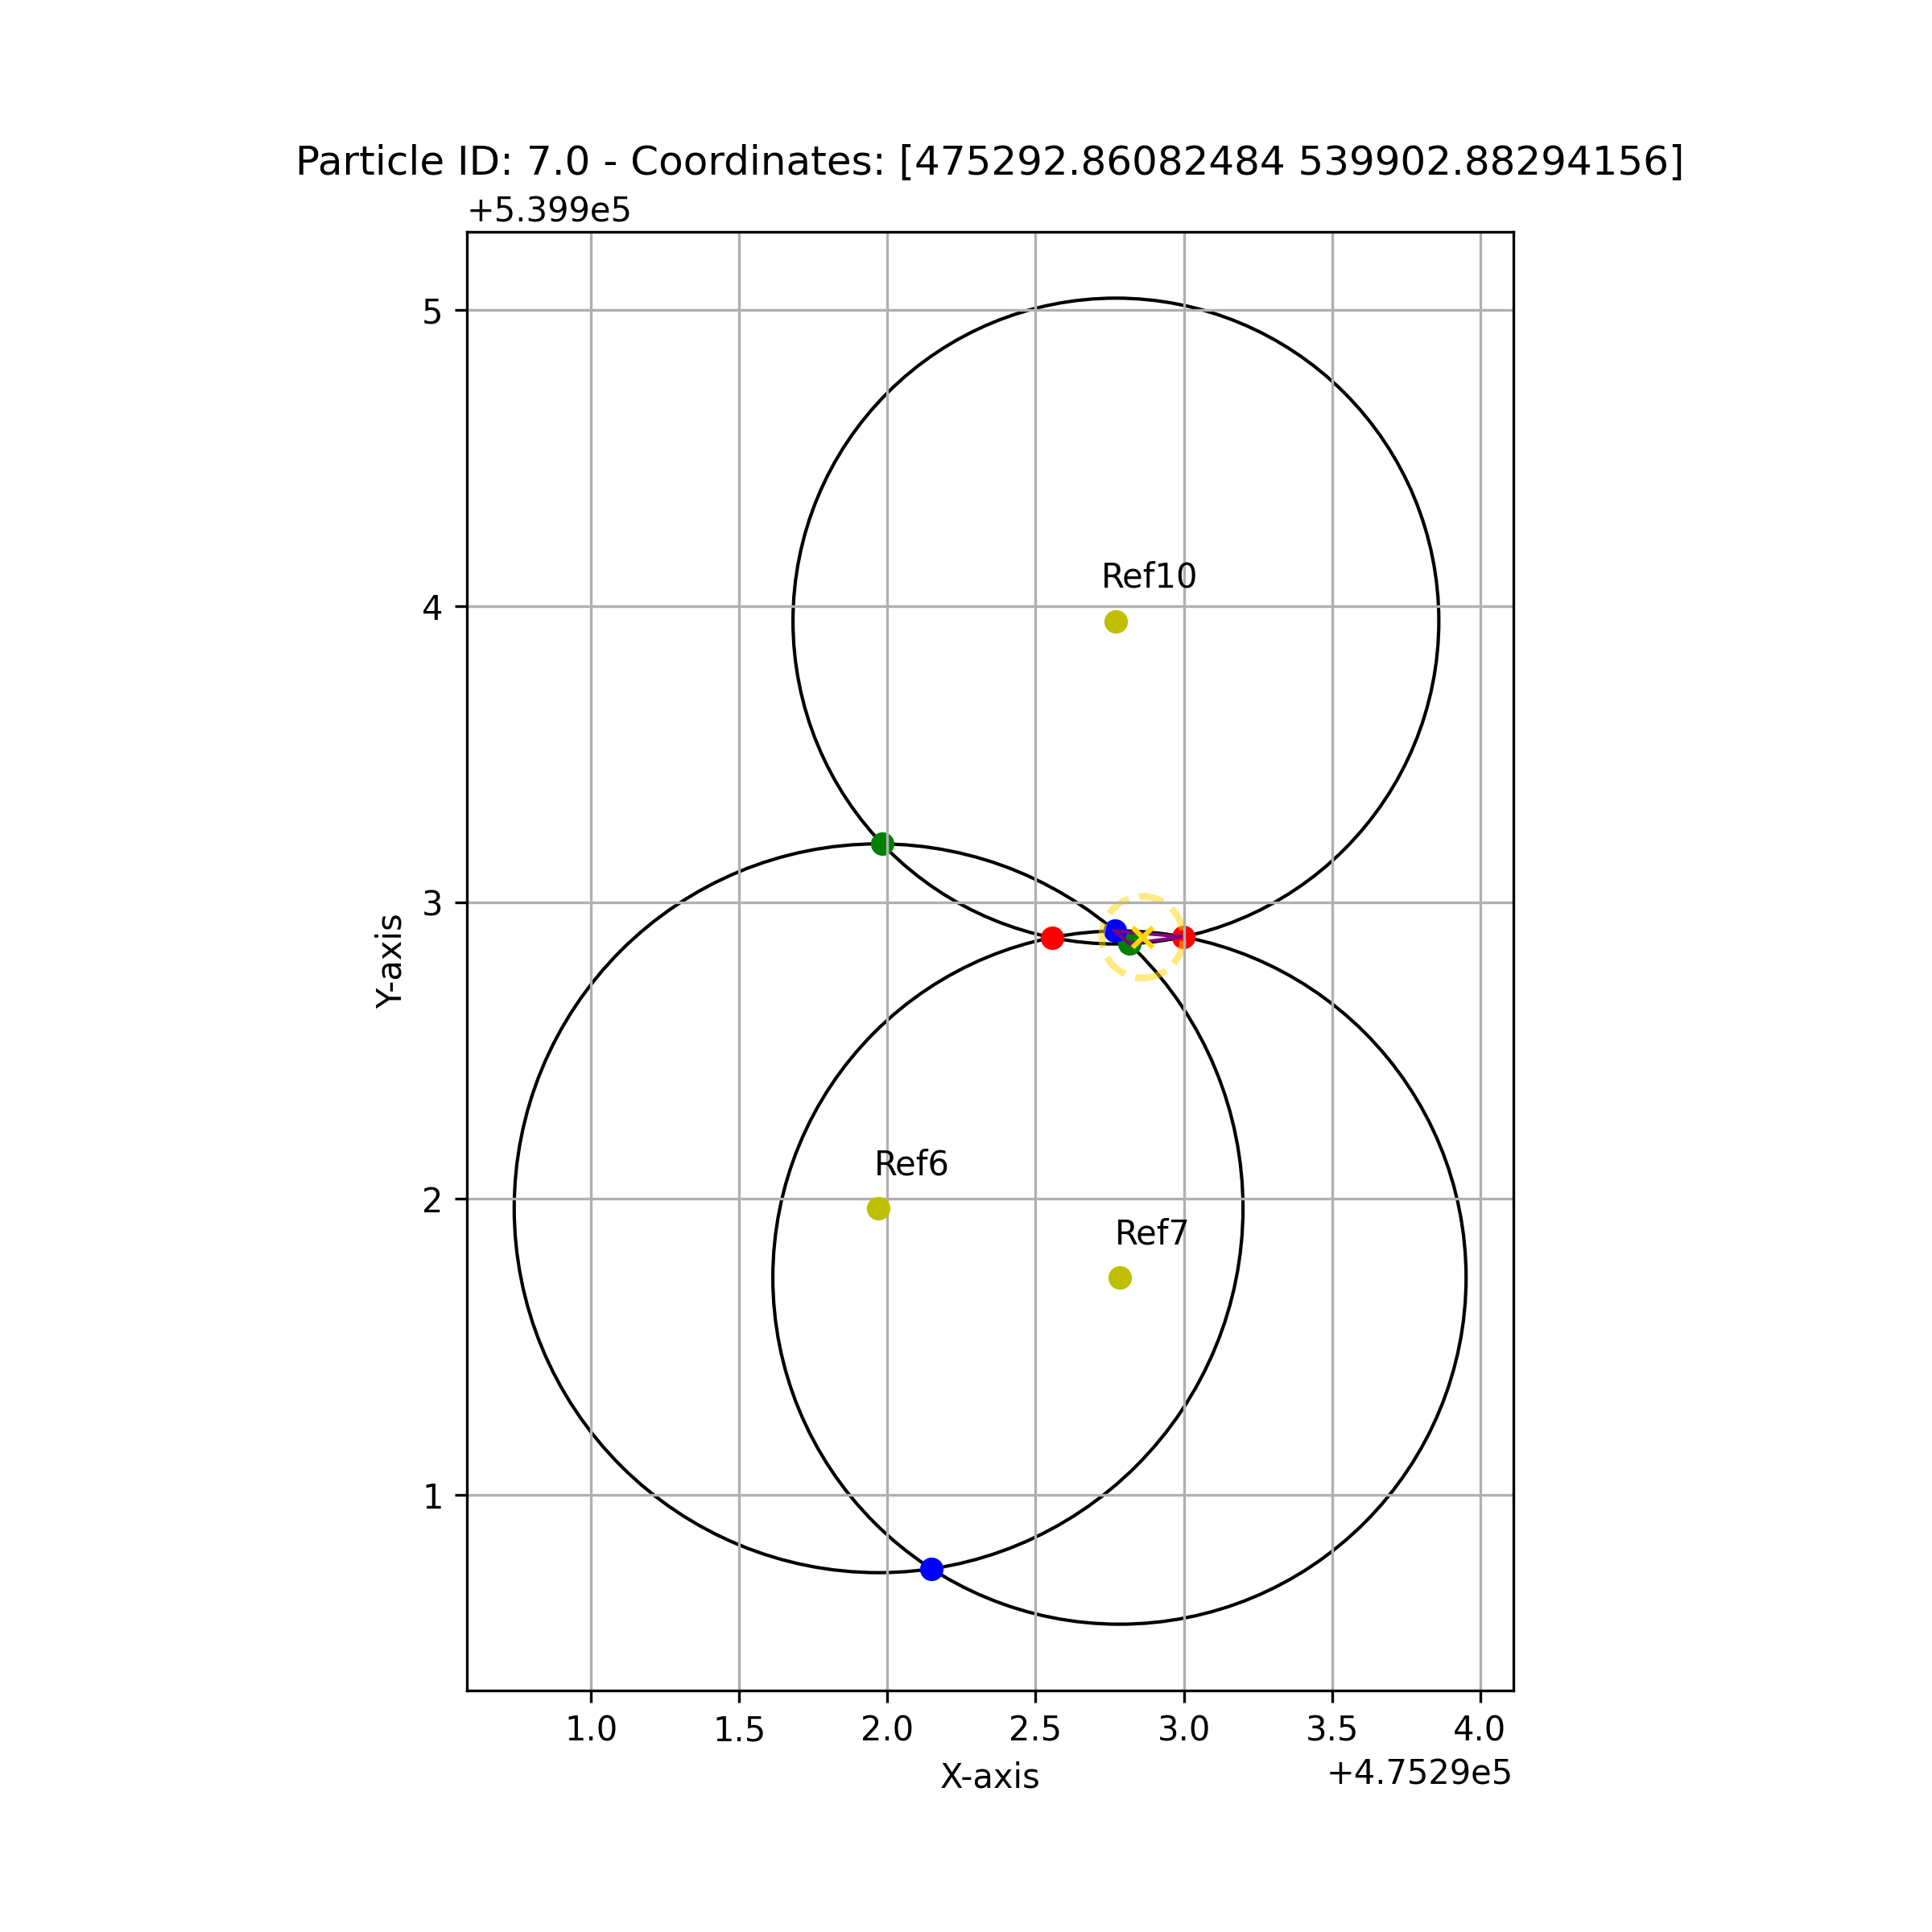 Particle ID: 7.0 - Coordinates: [475292.86082484 539902.88294156]
+5.399e5
5
Ref10
4
3
Y-axis
Ref6
2
Ref7
1
1.0 1.5 2.0 2.5 3.0 3.5 4.0
X-axis
+4.7529e5